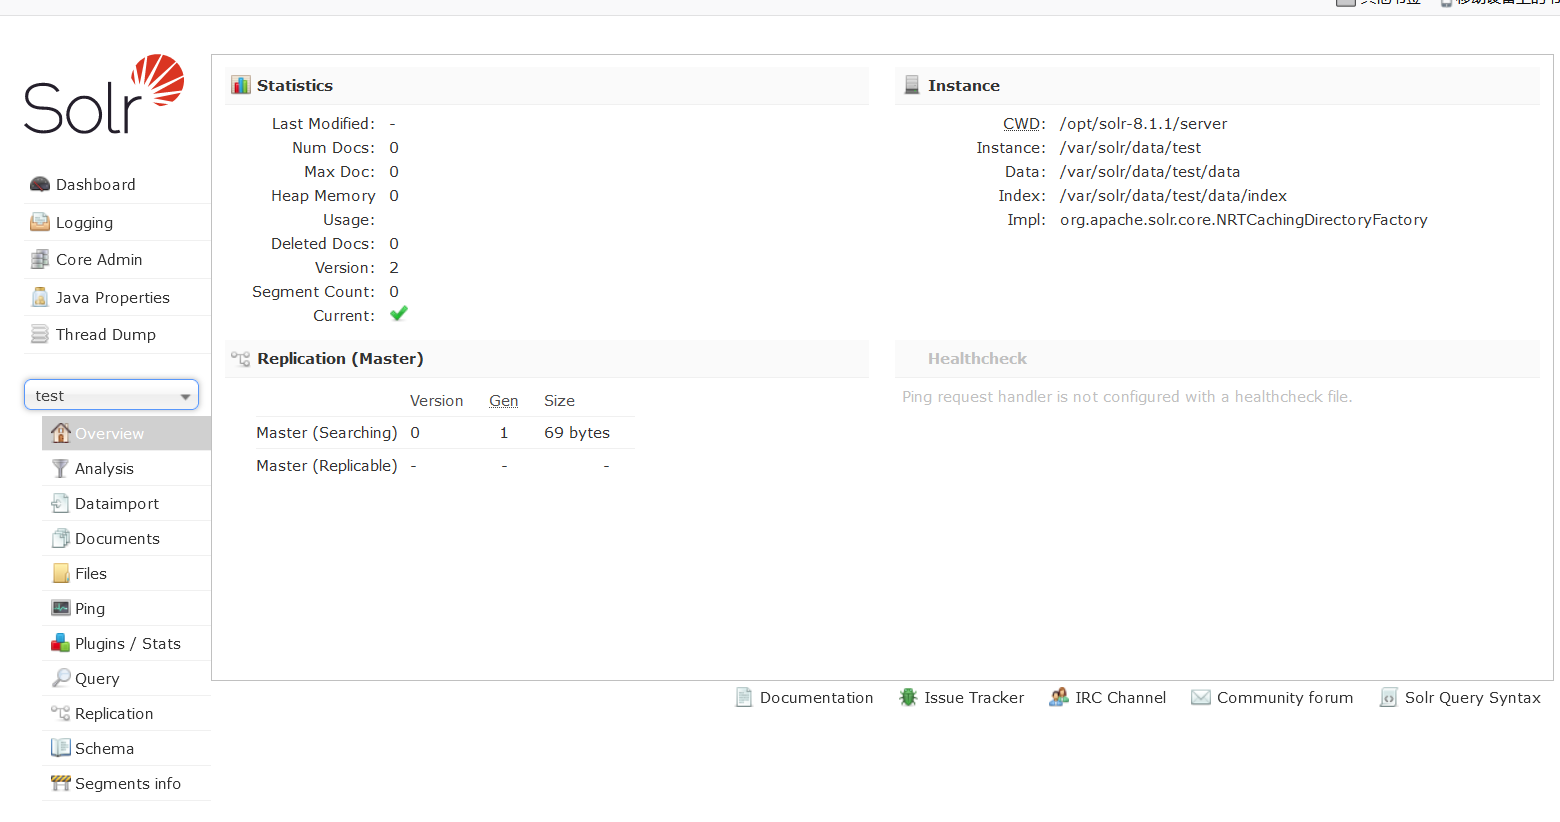 Solr
Dashboard
Logging
Core Admin
Java Properties
Thread Dump
test
Overview
Analysis
Dataimport
Documents
Files
Ping
Plugins / Stats
Query
Replication
Schema
Segments info
Statistics
Last Modified: -
Num Docs: 0
Max Doc: 0
Heap Memory 0
Usage:
Deleted Docs: 0
Version: 2
Segment Count: 0
Current:
Instance
CWD: /opt/solr-8.1.1/server
Instance: /var/solr/data/test
Data: /var/solr/data/test/data
Index: /var/solr/data/test/data/index
Impl: org.apache.solr.core.NRTCachingDirectoryFactory
Replication (Master)
Version Gen Size
Master (Searching) 0 1 69 bytes
Master (Replicable) - - -
Healthcheck
Ping request handler is not configured with a healthcheck file.
Documentation Issue Tracker IRC Channel Community forum Solr Query Syntax